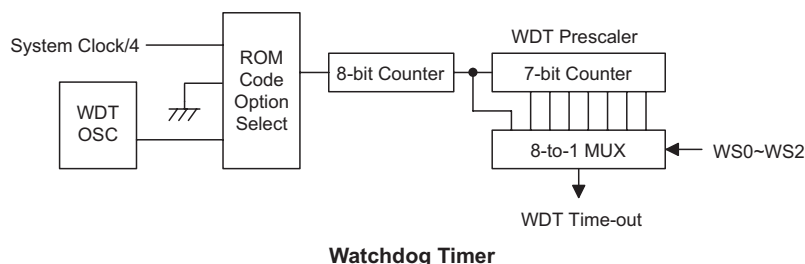 System Clock/4
WDT
OSC
ROM
Code
Option
Select
8-bit Counter
WDT Prescaler
7-bit Counter
8-to-1 MUX
WS0~WS2
WDT Time-out
Watchdog Timer